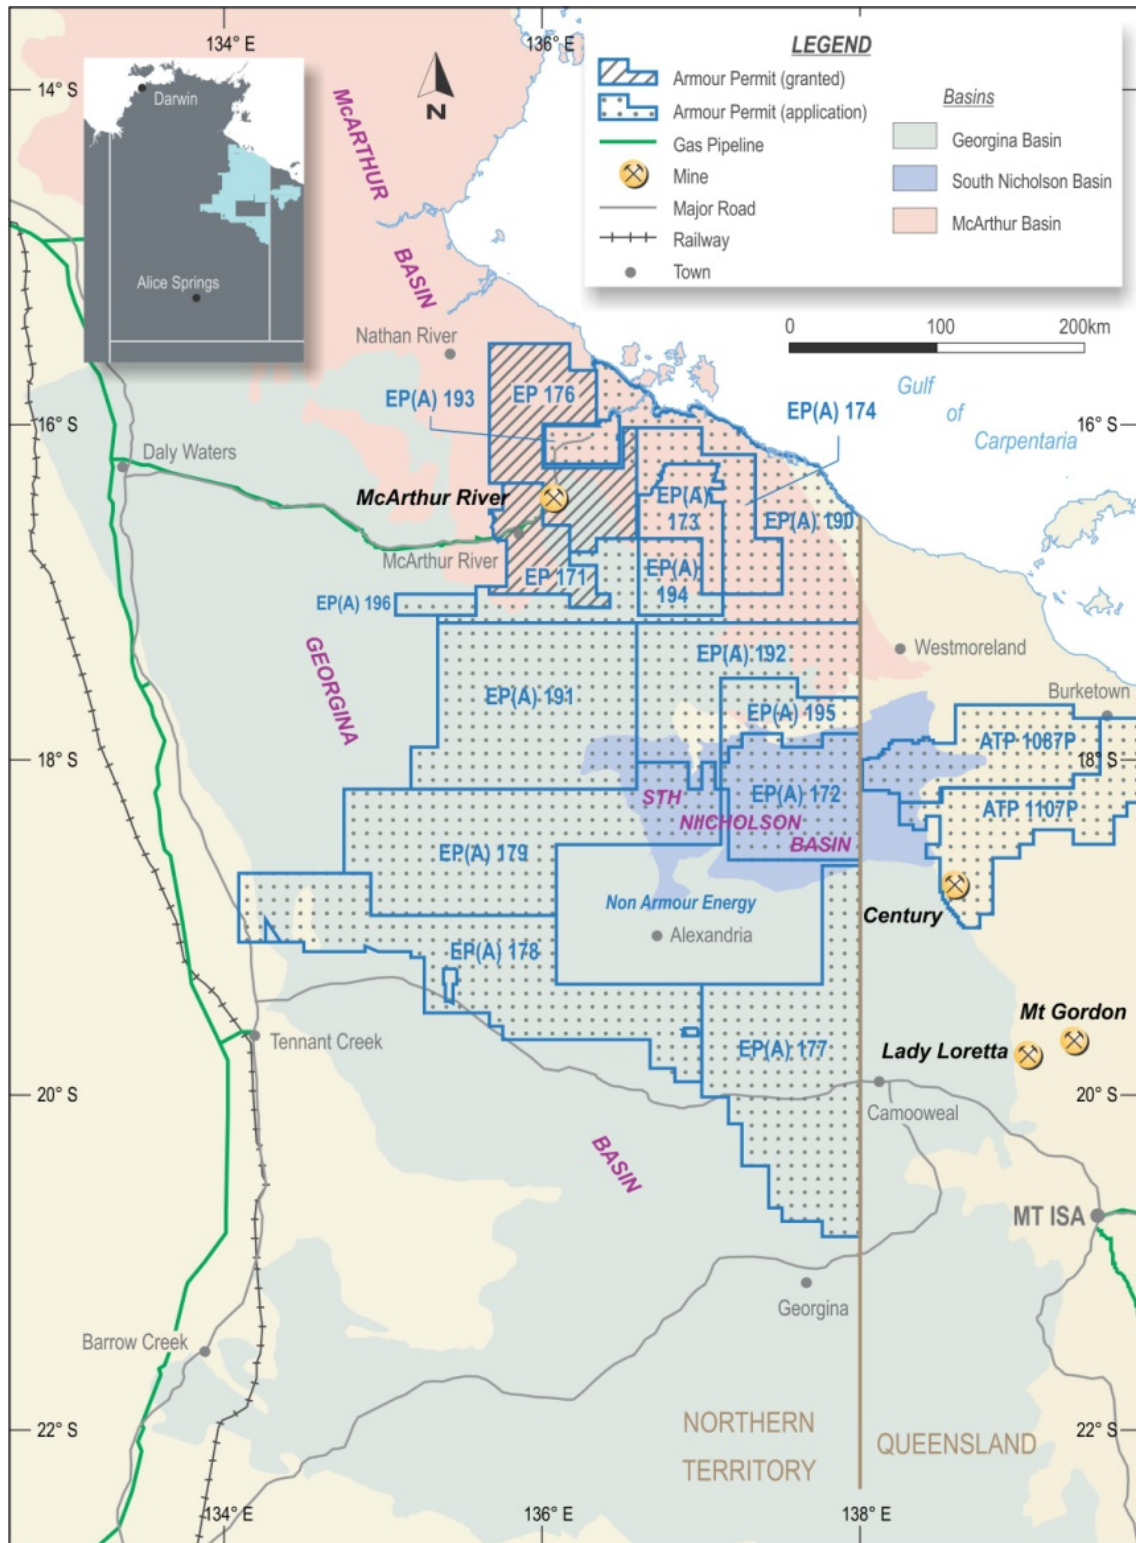 134° E
136° E
14° S
Darwin
Alice Springs
N
LEGEND
Armour Permit (granted)
Armour Permit (application)
Gas Pipeline
Mine
Major Road
Railway
Town
Basins
Georgina Basin
South Nicholson Basin
McArthur Basin
0 100 200km
McARTHUR
BASIN
Nathan River
EP(A) 193
EP 176
EP(A) 174
Gulf
of
Carpentaria
16° S
16° S
Daly Waters
McArthur River
EP(A)
173
EP(A) 190
McArthur River
EP 171
EP(A)
194
EP(A) 196
GEORGINA
EP(A) 192
Westmoreland
EP(A) 191
EP(A) 195
Burketown
18° S
ATP 1087P
18° S
STH
EP(A) 172
ATP 1107P
NIICHOLSON
BASIN
EP(A) 179
Non Armour Energy
Century
Alexandria
EP(A) 178
Mt Gordon
Tennant Creek
EP(A) 177
Lady Loretta
20° S
20° S
Camooweal
BASIN
MT ISA
Georgina
Barrow Creek
22° S
NORTHERN
TERRITORY
QUEENSLAND
22° S
134° E
136° E
138° E